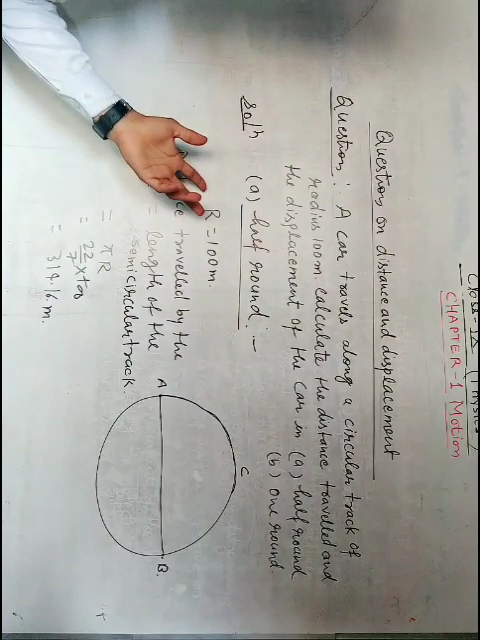 CHAPTER-1 Motion
Question on distance and displacement
Question: A car travels along a circular track of
radius 100m calculate the distance travelled and
the displacement of the car in (a) half round
(b) one round.
Solⁿ (a) half round :-
R = 100m.
travelled by the
= length of the
semicircular track.
= πR
= 22/7 × 100
= 314.16 m.
A
B.
C